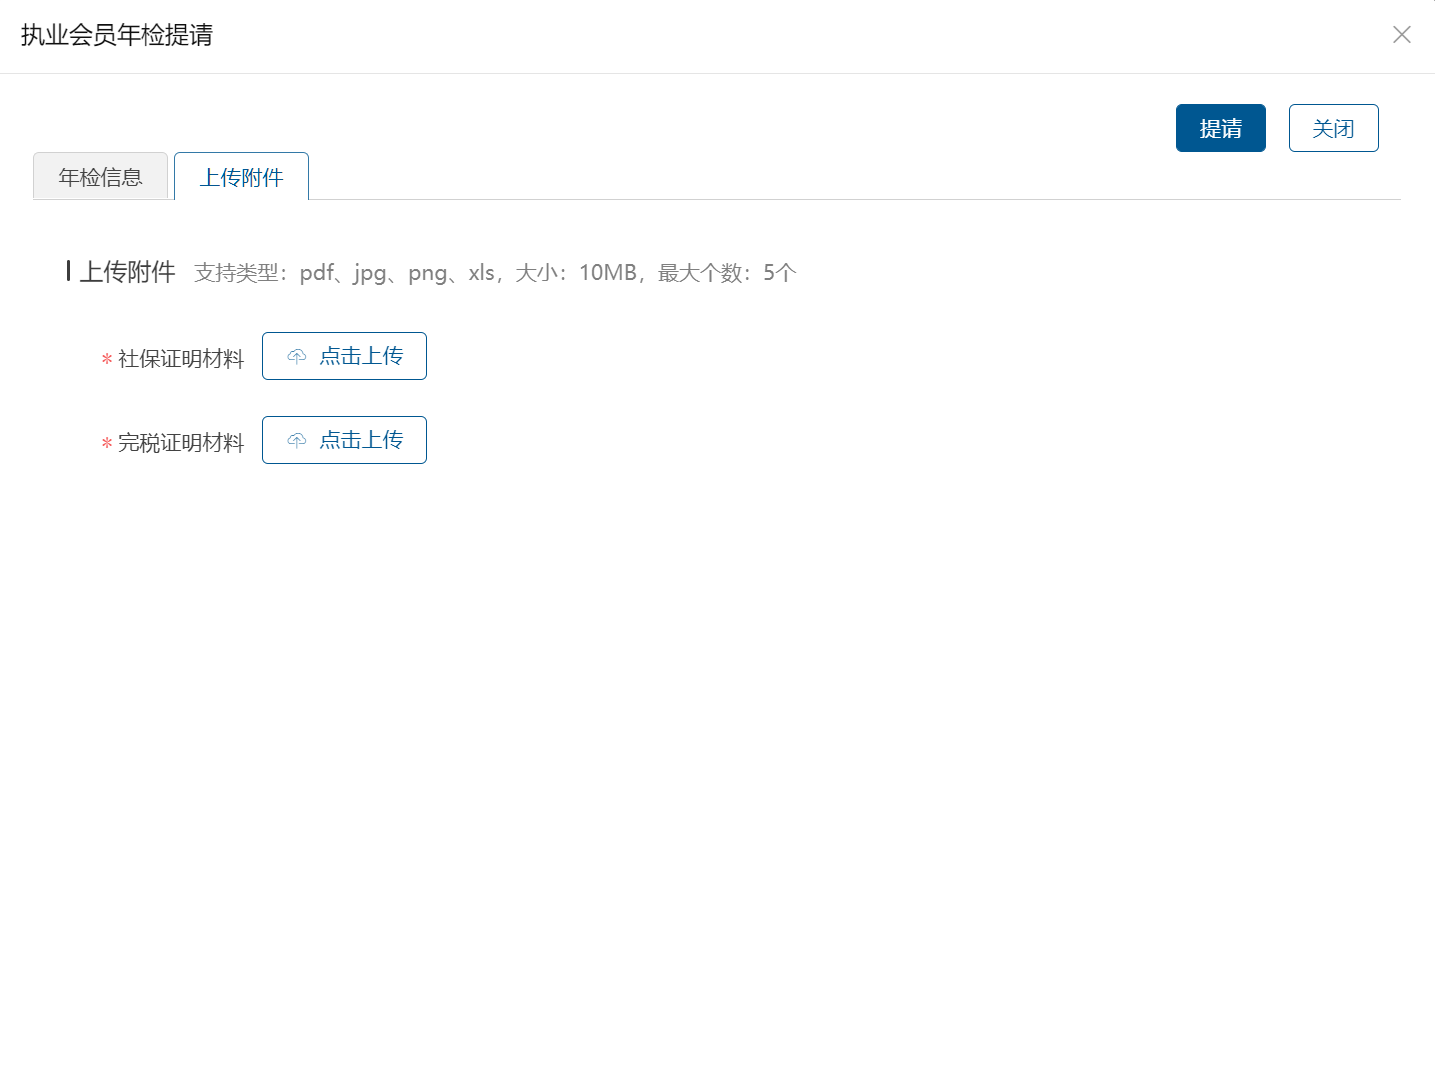 执业会员年检提请
提请 关闭
年检信息 上传附件
上传附件 支持类型：pdf、jpg、png、xls，大小：10MB，最大个数：5个
* 社保证明材料 点击上传
* 完税证明材料 点击上传